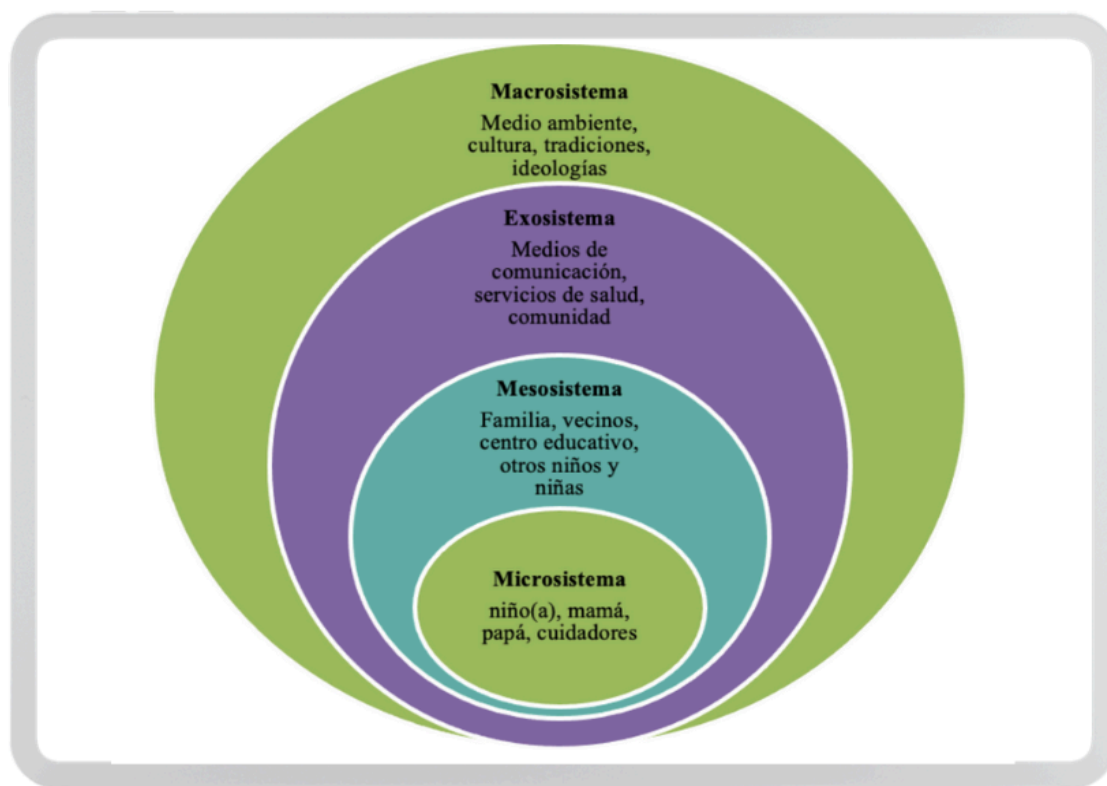 Macrosistema
Medio ambiente,
cultura, tradiciones,
ideologías
Exosistema
Medios de
comunicación,
servicios de salud,
comunidad
Mesosistema
Familia, vecinos,
centro educativo,
otros niños y
niñas
Microsistema
niño(a), mamá,
papá, cuidadores